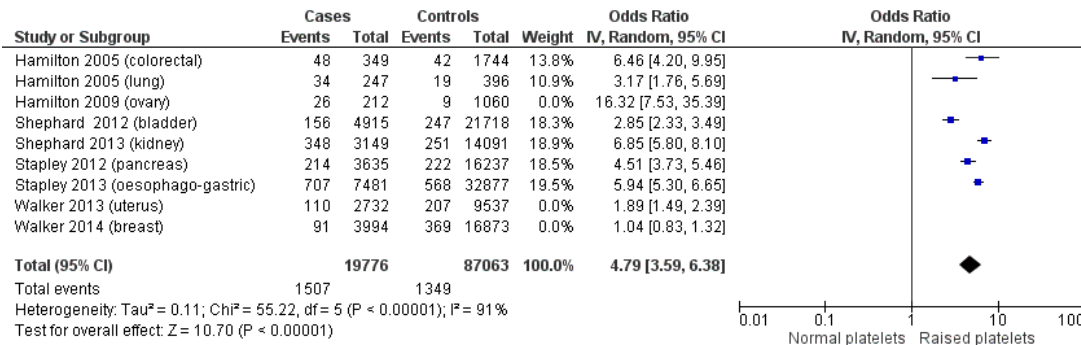 Cases Controls Odds Ratio Odds Ratio
Study or Subgroup Events Total Events Total Weight IV, Random, 95% CI IV, Random, 95% CI
Hamilton 2005 (colorectal) 48 349 42 1744 13.8% 6.46 [4.20, 9.95]
Hamilton 2005 (lung) 34 247 19 396 10.9% 3.17 [1.76, 5.69]
Hamilton 2009 (ovary) 26 212 9 1060 0.0% 16.32 [7.53, 35.39]
Shephard 2012 (bladder) 156 4915 247 21718 18.3% 2.85 [2.33, 3.49]
Shephard 2013 (kidney) 348 3149 251 14091 18.9% 6.85 [5.80, 8.10]
Stapley 2012 (pancreas) 214 3635 222 16237 18.5% 4.51 [3.73, 5.46]
Stapley 2013 (oesophago-gastric) 707 7481 568 32877 19.5% 5.94 [5.30, 6.65]
Walker 2013 (uterus) 110 2732 207 9537 0.0% 1.89 [1.49, 2.39]
Walker 2014 (breast) 91 3994 369 16873 0.0% 1.04 [0.83, 1.32]
Total (95% CI) 19776 87063 100.0% 4.79 [3.59, 6.38]
Total events 1507 1349
Heterogeneity: Tau² = 0.11; Chi² = 55.22, df = 5 (P < 0.00001); I² = 91%
Test for overall effect: Z = 10.70 (P < 0.00001)
0.01 0.1 1 10 100
Normal platelets Raised platelets